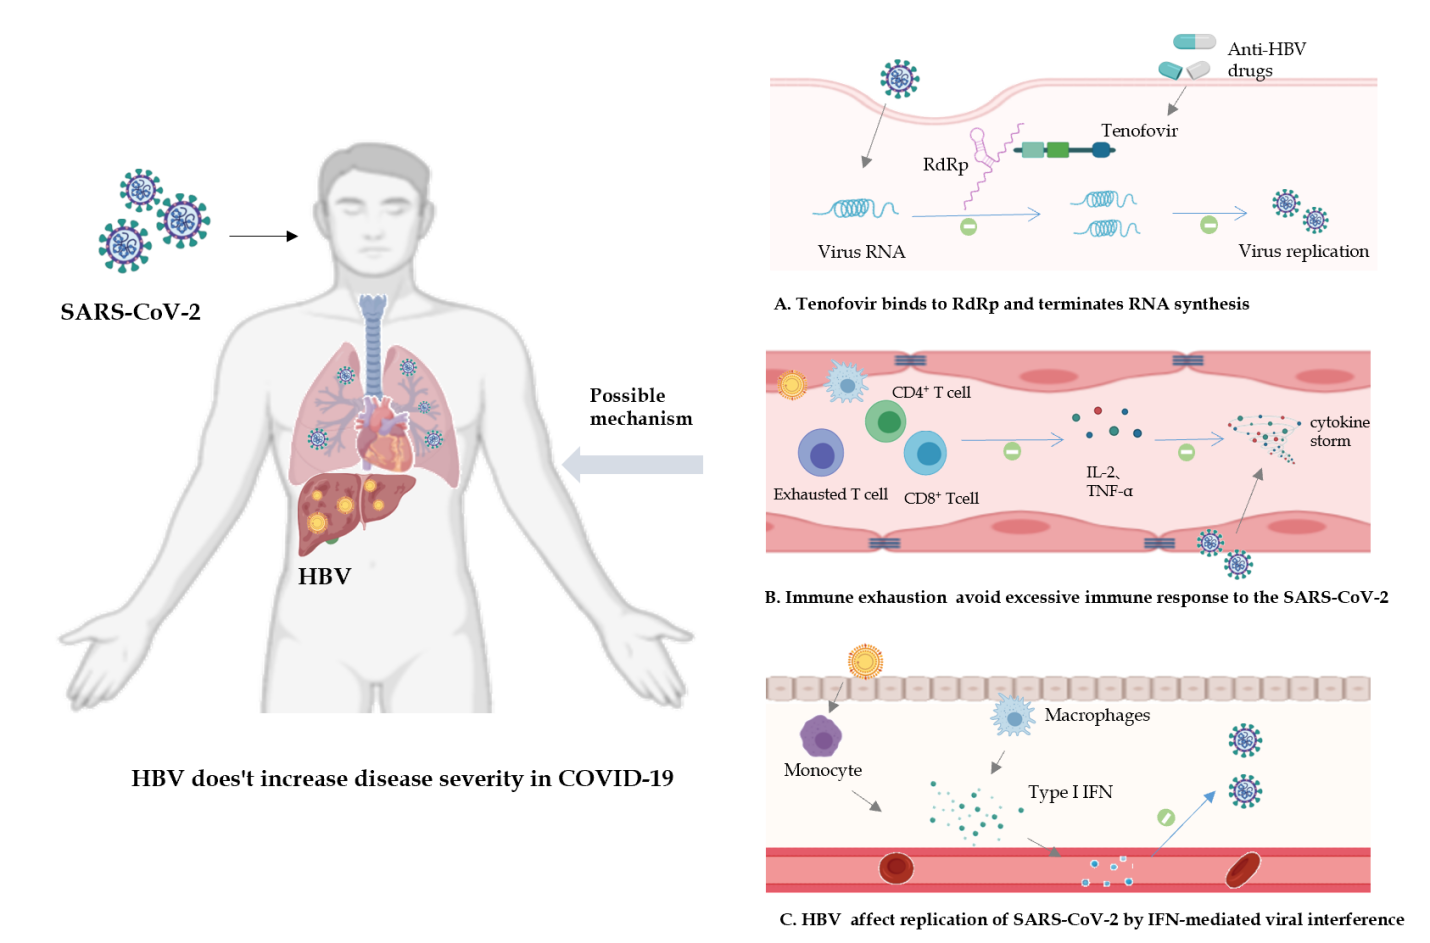 SARS-CoV-2
HBV
Possible
mechanism
HBV does't increase disease severity in COVID-19
Anti-HBV
drugs
Tenofovir
RdRp
Virus RNA
Virus replication
A. Tenofovir binds to RdRp and terminates RNA synthesis
CD4⁺ T cell
Exhausted T cell
CD8⁺ Tcell
IL-2、
TNF-α
cytokine
storm
B. Immune exhaustion avoid excessive immune response to the SARS-CoV-2
Macrophages
Monocyte
Type I IFN
C. HBV affect replication of SARS-CoV-2 by IFN-mediated viral interference